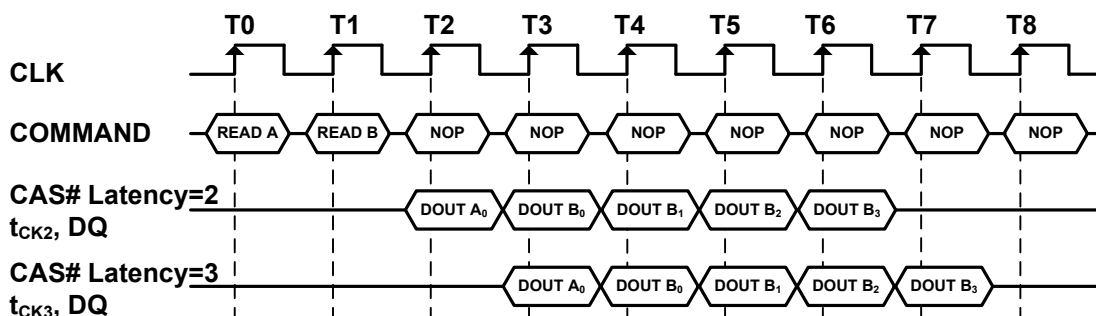 T0 T1 T2 T3 T4 T5 T6 T7 T8
CLK
COMMAND READ A READ B NOP NOP NOP NOP NOP NOP NOP
CAS# Latency=2
tCK2, DQ DOUT A0 DOUT B0 DOUT B1 DOUT B2 DOUT B3
CAS# Latency=3
tCK3, DQ DOUT A0 DOUT B0 DOUT B1 DOUT B2 DOUT B3